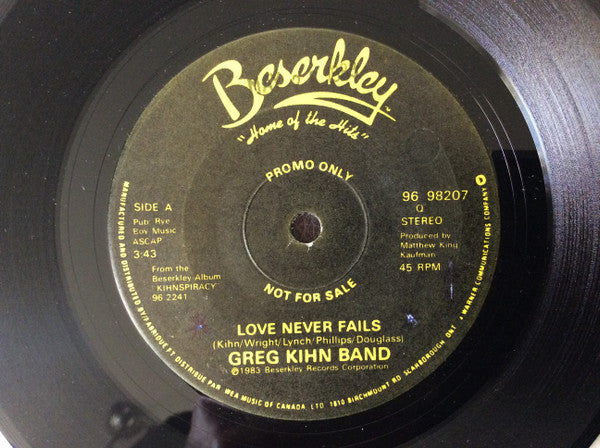 Beserkley
"Home of the Hits"
PROMO ONLY
SIDE A
Pub: Rye
Boy Music
ASCAP
3:43
From the
Beserkley Album
"KIHNSPIRACY"
96 2241
96 98207
Q
STEREO
Produced by
Matthew King
Kaufman
45 RPM
NOT FOR SALE
LOVE NEVER FAILS
(Kihn/Wright/Lynch/Phillips/Douglass)
GREG KIHN BAND
℗1983 Beserkley Records Corporation
MANUFACTURED AND DISTRIBUTED BY/FABRIQUE ET DISTRIBUE PAR WEA MUSIC OF CANADA, LTD 1810 BIRCHMOUNT RD SCARBOROUGH ONT A WARNER COMMUNICATIONS COMPANY